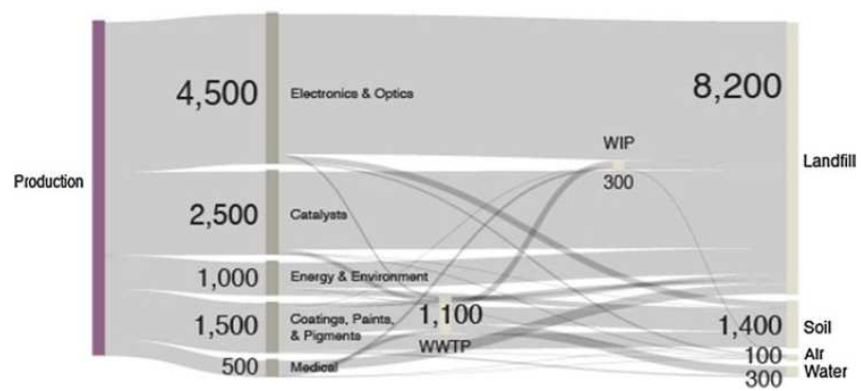 Production
4,500
Electronics & Optics
2,500
Catalysts
1,000
Energy & Environment
1,500
Coatings, Paints,
& Pigments
500
Medical
1,100
WWTP
WIP
300
8,200
Landfill
1,400
Soil
100
Air
300
Water